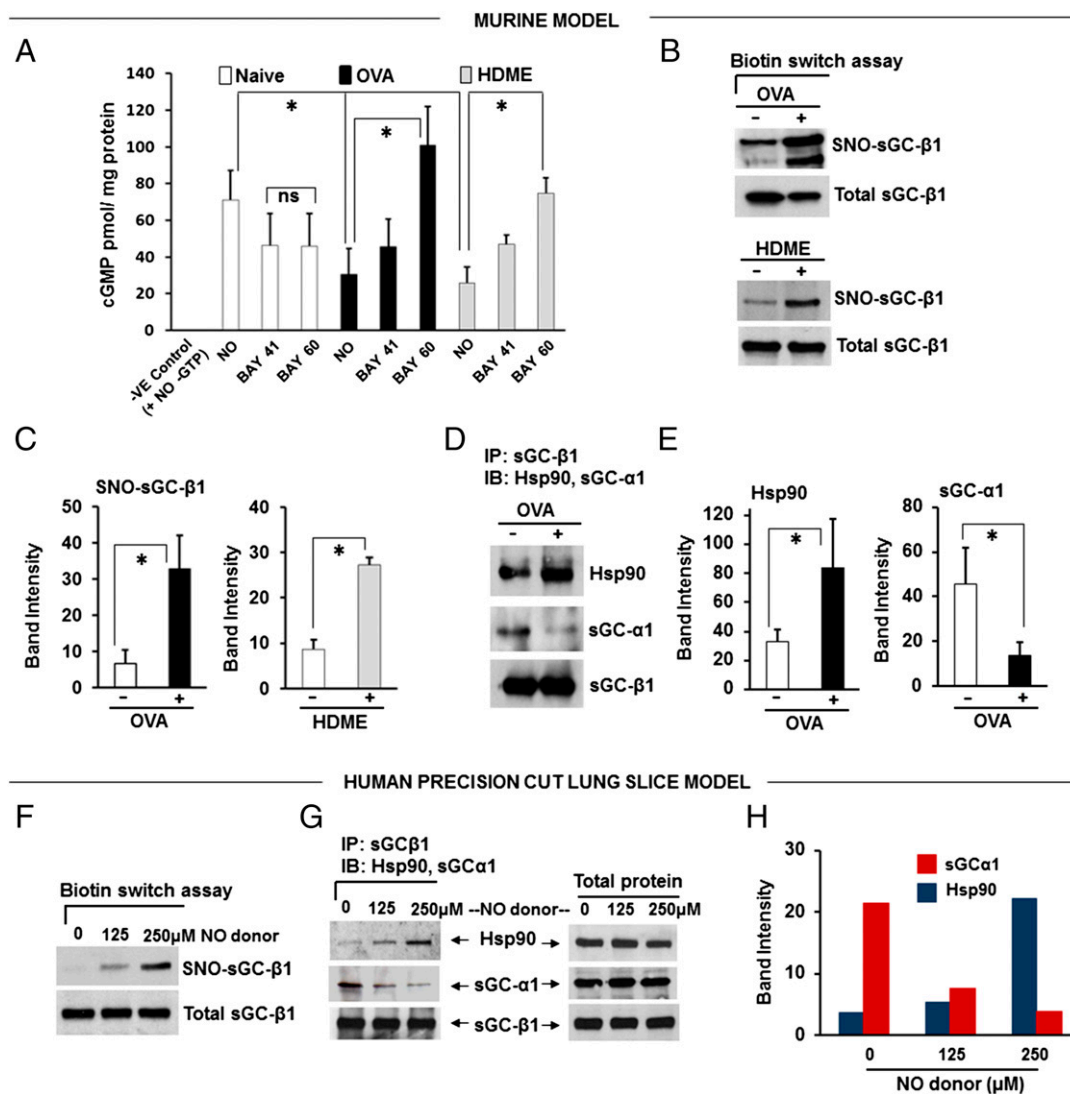 MURINE MODEL
A
Naive OVA HDME
cGMP pmol/ mg protein
140
120
100
80
60
40
20
0
* * *
ns
-VE Control
(+ NO -GTP)
NO BAY 41 BAY 60 NO BAY 41 BAY 60 NO BAY 41 BAY 60
B
Biotin switch assay
OVA
- +
SNO-sGC-β1
Total sGC-β1
HDME
- +
SNO-sGC-β1
Total sGC-β1
C
SNO-sGC-β1
Band Intensity
50
40
30
20
10
0
*
- +
OVA
Band Intensity
40
30
20
10
0
*
- +
HDME
D
IP: sGC-β1
IB: Hsp90, sGC-α1
OVA
- +
Hsp90
sGC-α1
sGC-β1
E
Hsp90
Band Intensity
120
100
80
60
40
20
0
*
- +
OVA
sGC-α1
Band Intensity
80
60
40
20
0
*
- +
OVA
HUMAN PRECISION CUT LUNG SLICE MODEL
F
Biotin switch assay
0 125 250μM NO donor
SNO-sGC-β1
Total sGC-β1
G
IP: sGCβ1
IB: Hsp90, sGCα1
Total protein
0 125 250μM --NO donor-- 0 125 250μM
Hsp90
sGC-α1
sGC-β1
H
sGCα1
Hsp90
Band Intensity
30
20
10
0
0 125 250
NO donor (μM)